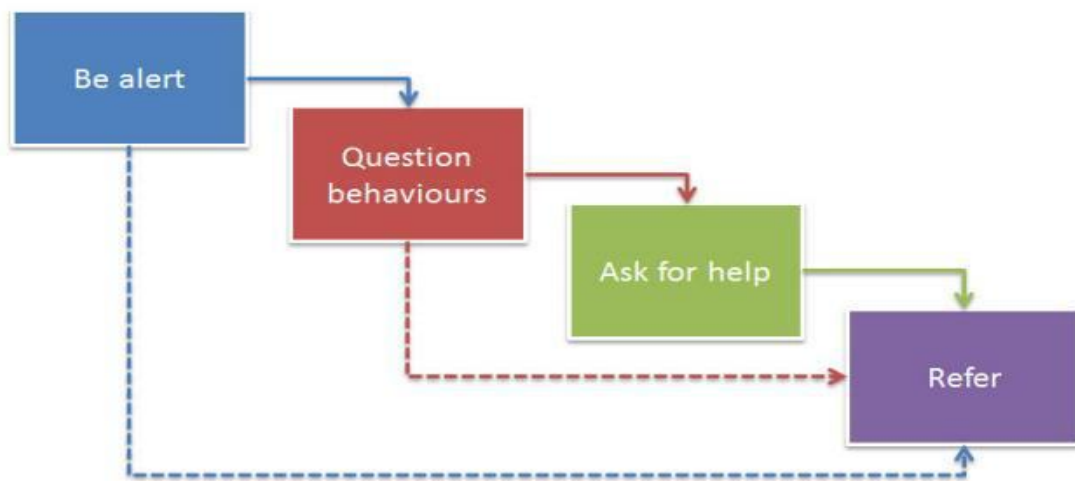 Be alert
Question
behaviours
Ask for help
Refer